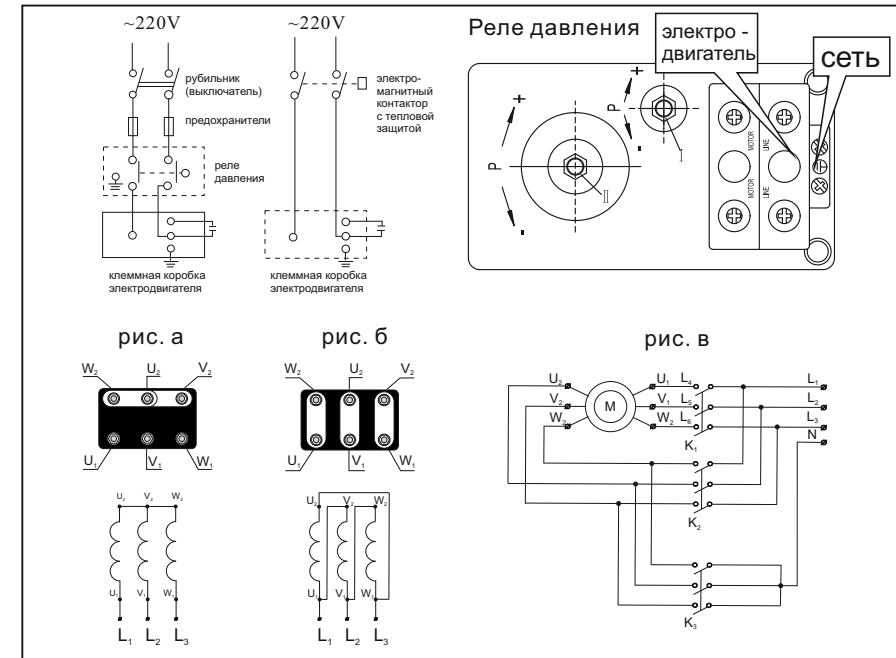 ~220V
~220V
рубильник
(выключатель)
предохранители
реле
давления
клеммная коробка
электродвигателя
электро-
магнитный
контактор
с тепловой
защитой
клеммная коробка
электродвигателя
Реле давления
электро -
двигатель
сеть
P
+
-
II
P
+
-
I
MOTOR
MOTOR
LINE
LINE
рис. а
W₂ U₂ V₂
U₁ V₁ W₁
U₂ V₂ W₂
U₁ V₁ W₁
L₁ L₂ L₃
рис. б
W₂ U₂ V₂
U₁ V₁ W₁
U₂ V₂ W₂
U₁ V₁ W₁
L₁ L₂ L₃
рис. в
U₂ U₁ L₄ L₁
V₂ M V₁ L₅ L₂
W₂ W₂ L₆ L₃
K₁ N
K₂
K₃